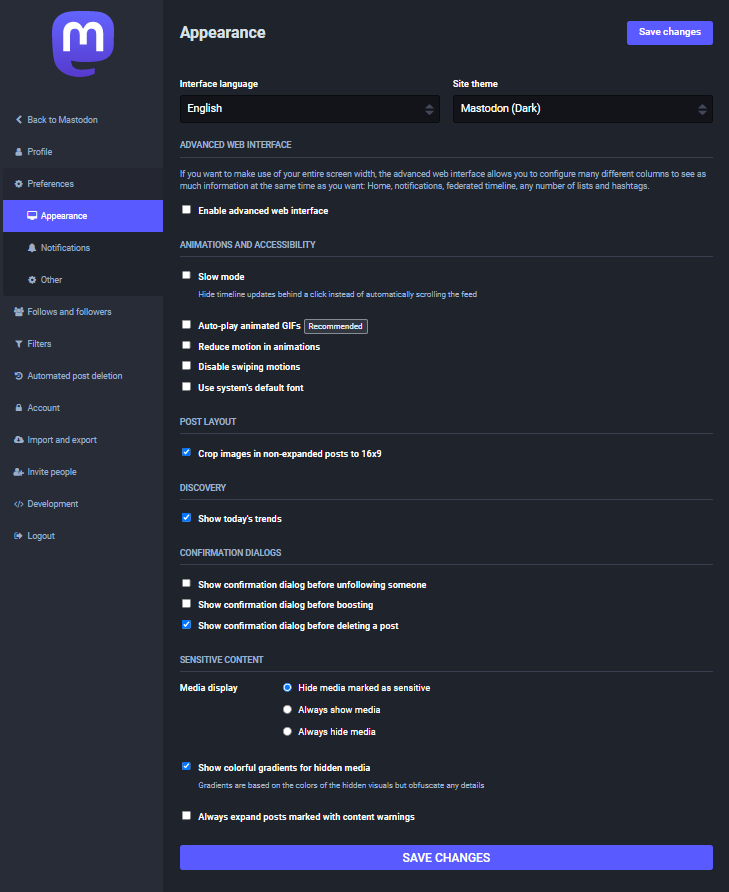 Appearance
Save changes
Interface language
Site theme
English
Mastodon (Dark)
Back to Mastodon
Profile
Preferences
Appearance
Notifications
Other
Follows and followers
Filters
Automated post deletion
Account
Import and export
Invite people
Development
Logout
ADVANCED WEB INTERFACE
If you want to make use of your entire screen width, the advanced web interface allows you to configure many different columns to see as
much information at the same time as you want: Home, notifications, federated timeline, any number of lists and hashtags.
Enable advanced web interface
ANIMATIONS AND ACCESSIBILITY
Slow mode
Hide timeline updates behind a click instead of automatically scrolling the feed
Auto-play animated GIFs Recommended
Reduce motion in animations
Disable swiping motions
Use system's default font
POST LAYOUT
Crop images in non-expanded posts to 16x9
DISCOVERY
Show today's trends
CONFIRMATION DIALOGS
Show confirmation dialog before unfollowing someone
Show confirmation dialog before boosting
Show confirmation dialog before deleting a post
SENSITIVE CONTENT
Media display
Hide media marked as sensitive
Always show media
Always hide media
Show colorful gradients for hidden media
Gradients are based on the colors of the hidden visuals but obfuscate any details
Always expand posts marked with content warnings
SAVE CHANGES